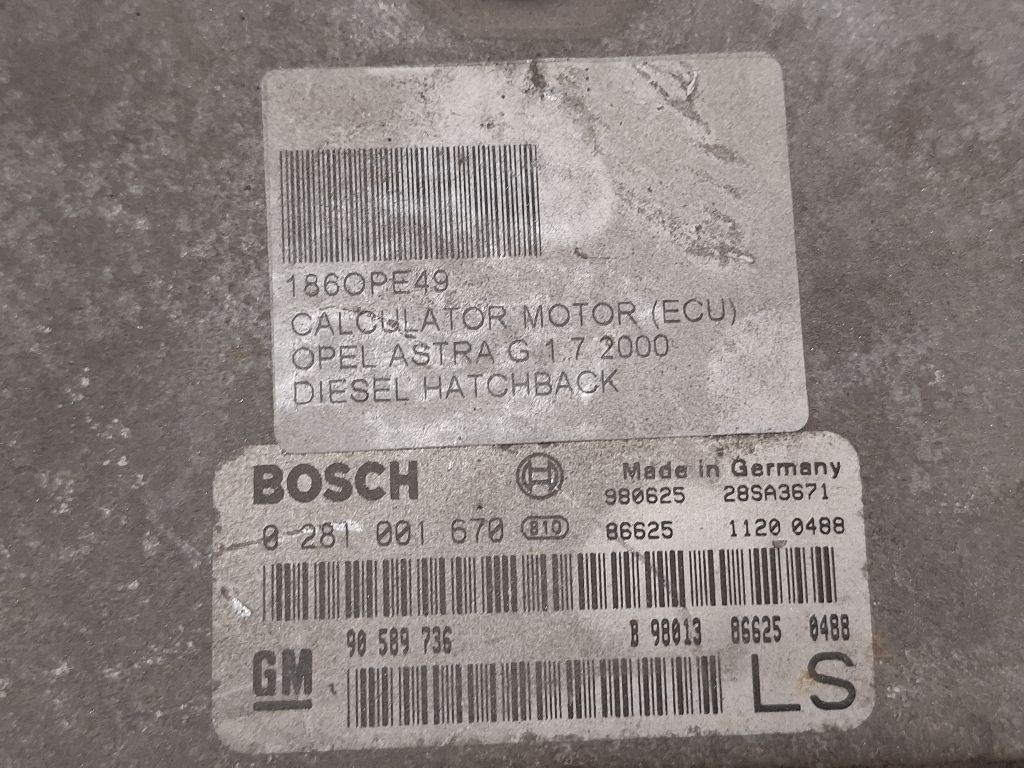 186OPE49
CALCULATOR MOTOR (ECU)
OPEL ASTRA G 1.7 2000
DIESEL HATCHBACK
BOSCH Made in Germany
980625 28SA3671
0 281 001 670 810 86625 1120 0488
90 589 736 B 98013 86625 0488
GM LS